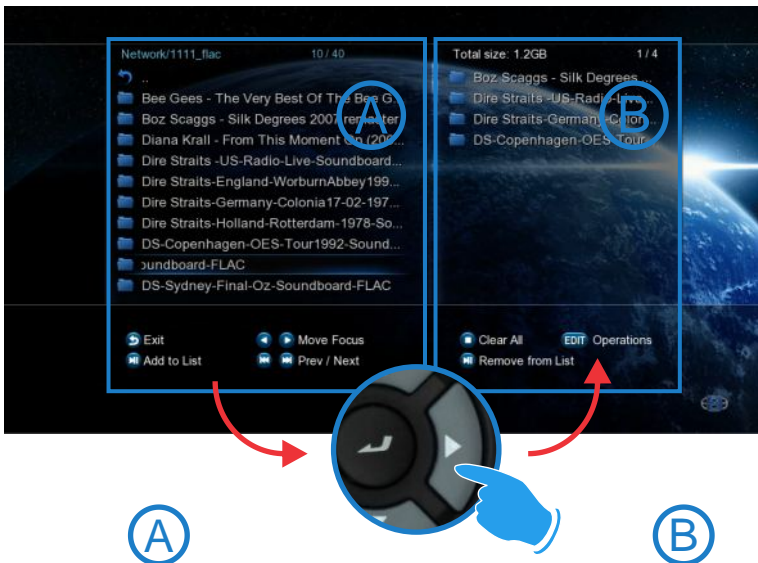 Network/1111_flac 10 / 40
..
Bee Gees - The Very Best Of The Bee G..
Boz Scaggs - Silk Degrees 2007 remaster
Diana Krall - From This Moment On (200...
Dire Straits -US-Radio-Live-Soundboard...
Dire Straits-England-WorburnAbbey199...
Dire Straits-Germany-Colonia17-02-197...
Dire Straits-Holland-Rotterdam-1978-So...
DS-Copenhagen-OES-Tour1992-Sound...
oundboard-FLAC
DS-Sydney-Final-Oz-Soundboard-FLAC
Exit Move Focus
Add to List Prev / Next
A
Total size: 1.2GB 1 / 4
Boz Scaggs - Silk Degrees ...
Dire Straits -US-Radio-Live...
Dire Straits-Germany-Colon...
DS-Copenhagen-OES-Tour...
Clear All EDIT Operations
Remove from List
B
A
B